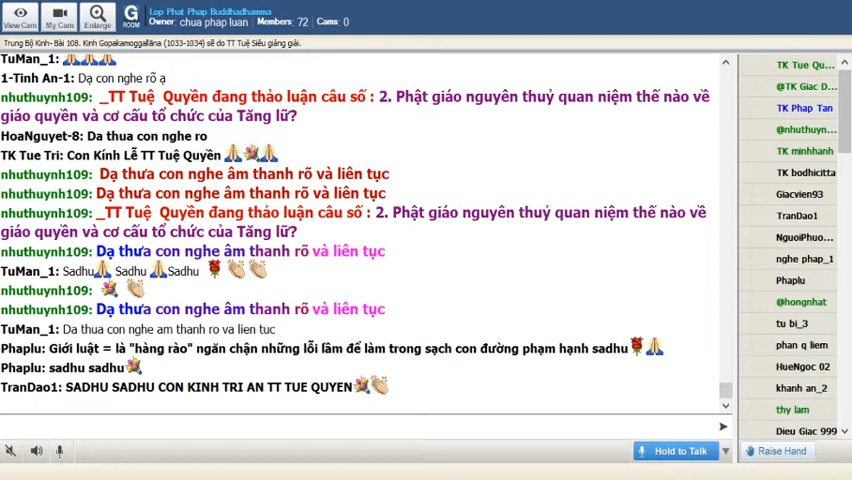 View Cam
My Cam
Enlarge
G
ROOM
Lop Phat Phap Buddhadhamma
Owner: chua phap luan Members: 72 Cams: 0
Trung Bộ Kinh- Bài 108. Kinh Gopakamoggallāna (1033-1034) sẽ do TT Tuệ Siêu giảng giải.
TuMan_1: 🙏🙏🙏
1-Tinh An-1: Dạ con nghe rõ ạ
nhuthuynh109: _TT Tuệ Quyền đang thảo luận câu số : 2. Phật giáo nguyên thuỷ quan niệm thế nào về
giáo quyền và cơ cấu tổ chức của Tăng lữ?
HoaNguyet-8: Da thua con nghe ro
TK Tue Tri: Con Kính Lễ TT Tuệ Quyền 🙏💐🙏
nhuthuynh109: Dạ thưa con nghe âm thanh rõ và liên tục
nhuthuynh109: Dạ thưa con nghe âm thanh rõ và liên tục
nhuthuynh109: _TT Tuệ Quyền đang thảo luận câu số : 2. Phật giáo nguyên thuỷ quan niệm thế nào về
giáo quyền và cơ cấu tổ chức của Tăng lữ?
nhuthuynh109: Dạ thưa con nghe âm thanh rõ và liên tục
TuMan_1: Sadhu🙏 Sadhu 🙏Sadhu 🌹👏👏
nhuthuynh109: 💐 👏
nhuthuynh109: Dạ thưa con nghe âm thanh rõ và liên tục
TuMan_1: Da thua con nghe am thanh ro va lien tuc
Phaplu: Giới luật = là "hàng rào" ngăn chận những lỗi lầm để làm trong sạch con đường phạm hạnh sadhu🌹🙏
Phaplu: sadhu sadhu💐
TranDao1: SADHU SADHU CON KINH TRI AN TT TUE QUYEN💐👏
Hold to Talk
TK Tue Qu...
@TK Giac D...
TK Phap Tan
@nhuthuyn...
TK minhhanh
TK bodhicitta
Giacvien93
TranDao1
NguoiPhuo...
nghe phap_1
Phaplu
@hongnhat
tu bi_3
phan q liem
HueNgoc 02
khanh an_2
thy lam
Dieu Giac 999
Raise Hand